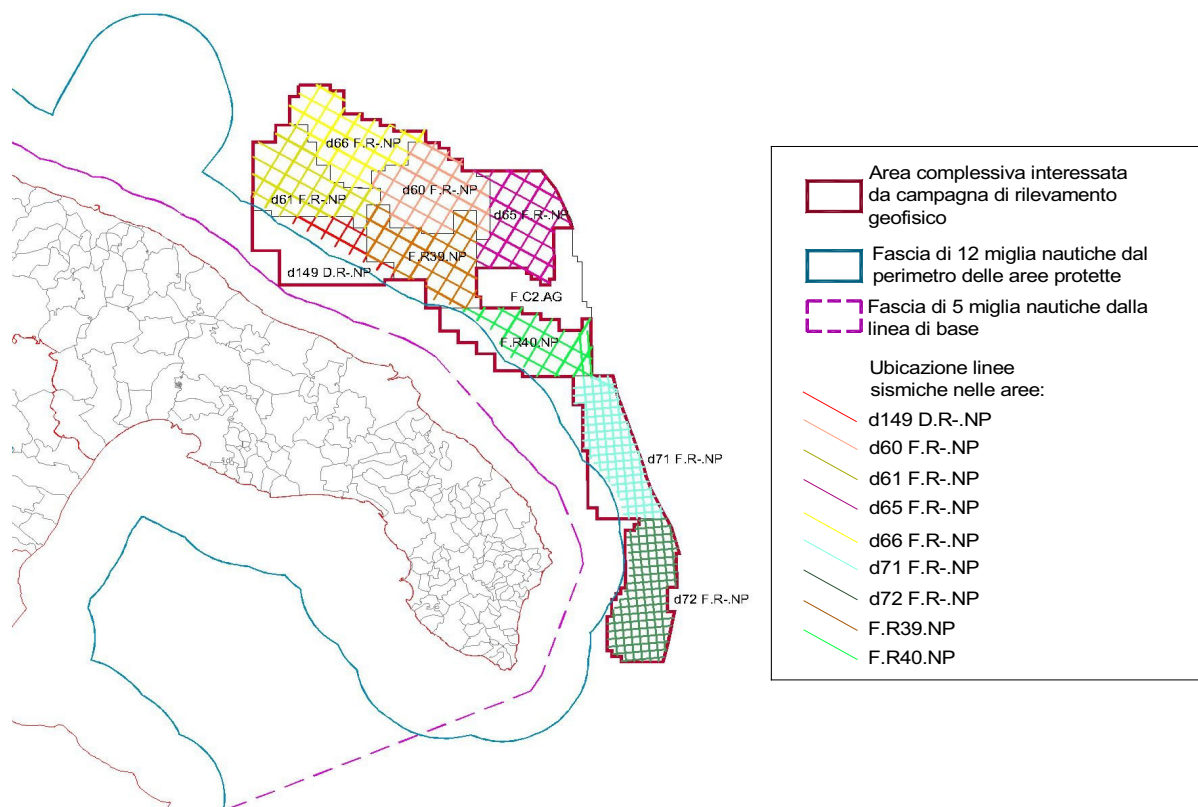 d66 F.R-.NP
d60 F.R-.NP
d61 F.R-.NP
d65 F.R-.NP
F.R39.NP
d149 D.R-.NP
F.C2.AG
F.R40.NP
d71 F.R-.NP
d72 F.R-.NP
Area complessiva interessata
da campagna di rilevamento
geofisico
Fascia di 12 miglia nautiche dal
perimetro delle aree protette
Fascia di 5 miglia nautiche dalla
linea di base
Ubicazione linee
sismiche nelle aree:
d149 D.R-.NP
d60 F.R-.NP
d61 F.R-.NP
d65 F.R-.NP
d66 F.R-.NP
d71 F.R-.NP
d72 F.R-.NP
F.R39.NP
F.R40.NP